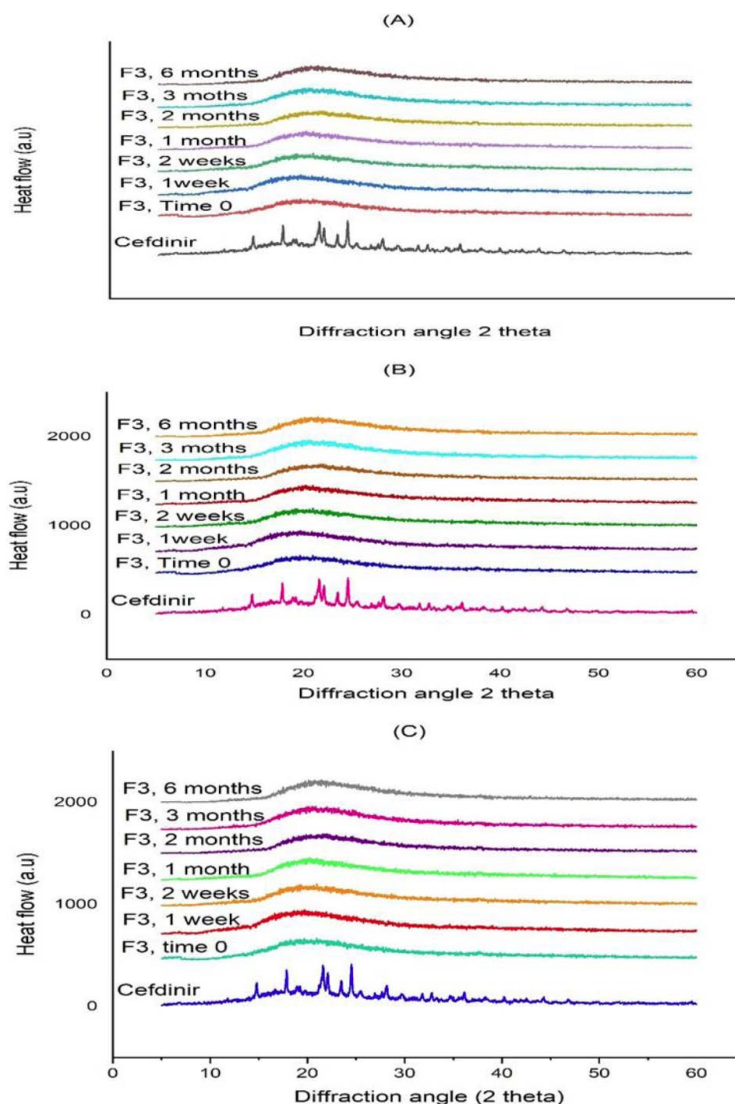 (A)
Heat flow (a.u)
F3, 6 months
F3, 3 moths
F3, 2 months
F3, 1 month
F3, 2 weeks
F3, 1week
F3, Time 0
Cefdinir
Diffraction angle 2 theta
(B)
Heat flow (a.u)
2000
1000
0
F3, 6 months
F3, 3 moths
F3, 2 months
F3, 1 month
F3, 2 weeks
F3, 1week
F3, Time 0
Cefdinir
0 10 20 30 40 50 60
Diffraction angle 2 theta
(C)
Heat flow (a.u)
2000
1000
0
F3, 6 months
F3, 3 months
F3, 2 months
F3, 1 month
F3, 2 weeks
F3, 1 week
F3, time 0
Cefdinir
0 10 20 30 40 50 60
Diffraction angle (2 theta)